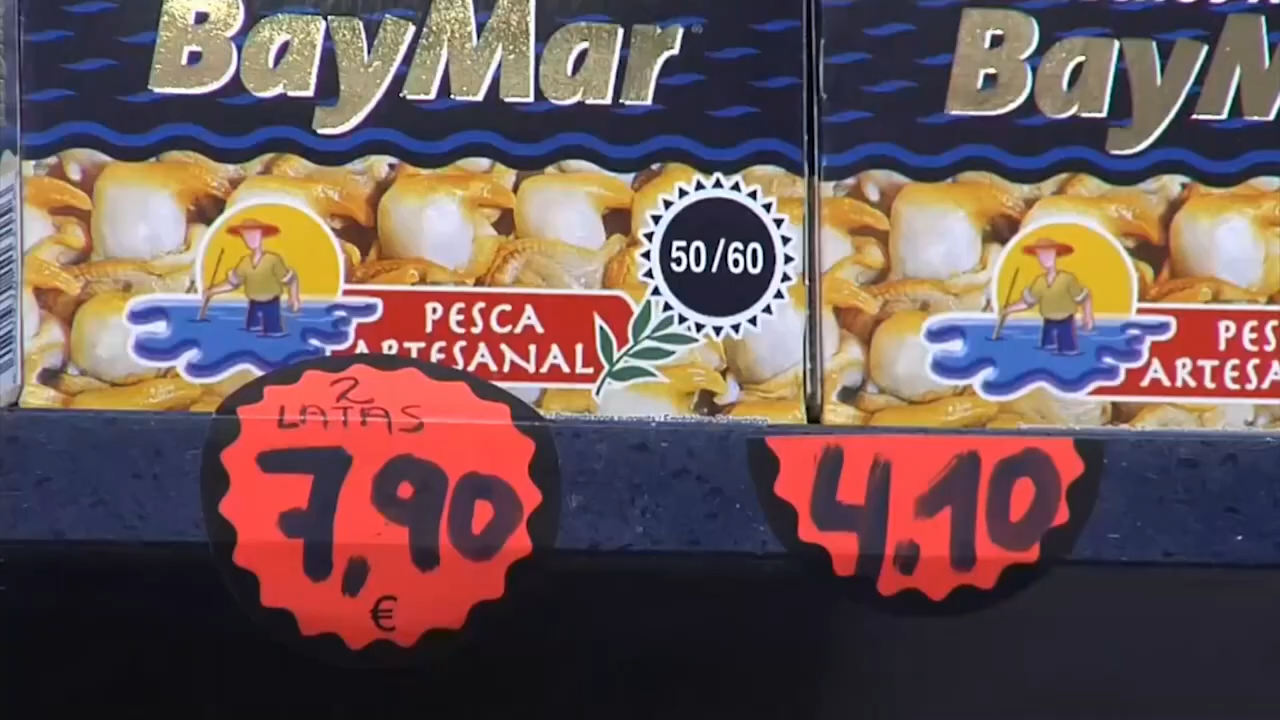 BayMar
50/60
PESCA
ARTESANAL
BayM
PES
ARTESA
2
LATAS
7,90
€
4,10